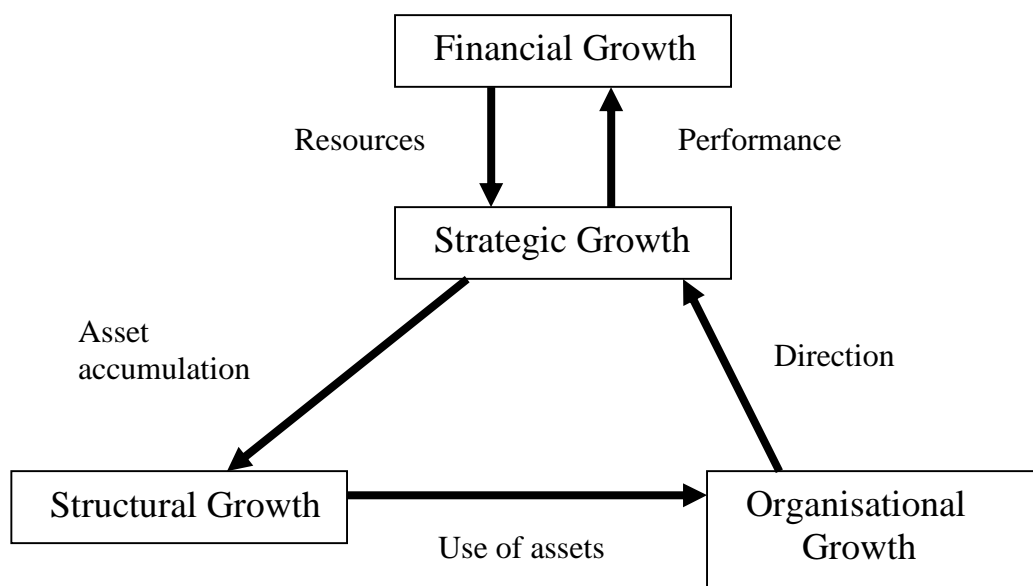 Financial Growth
Resources
Performance
Strategic Growth
Asset
accumulation
Direction
Structural Growth
Organisational
Growth
Use of assets